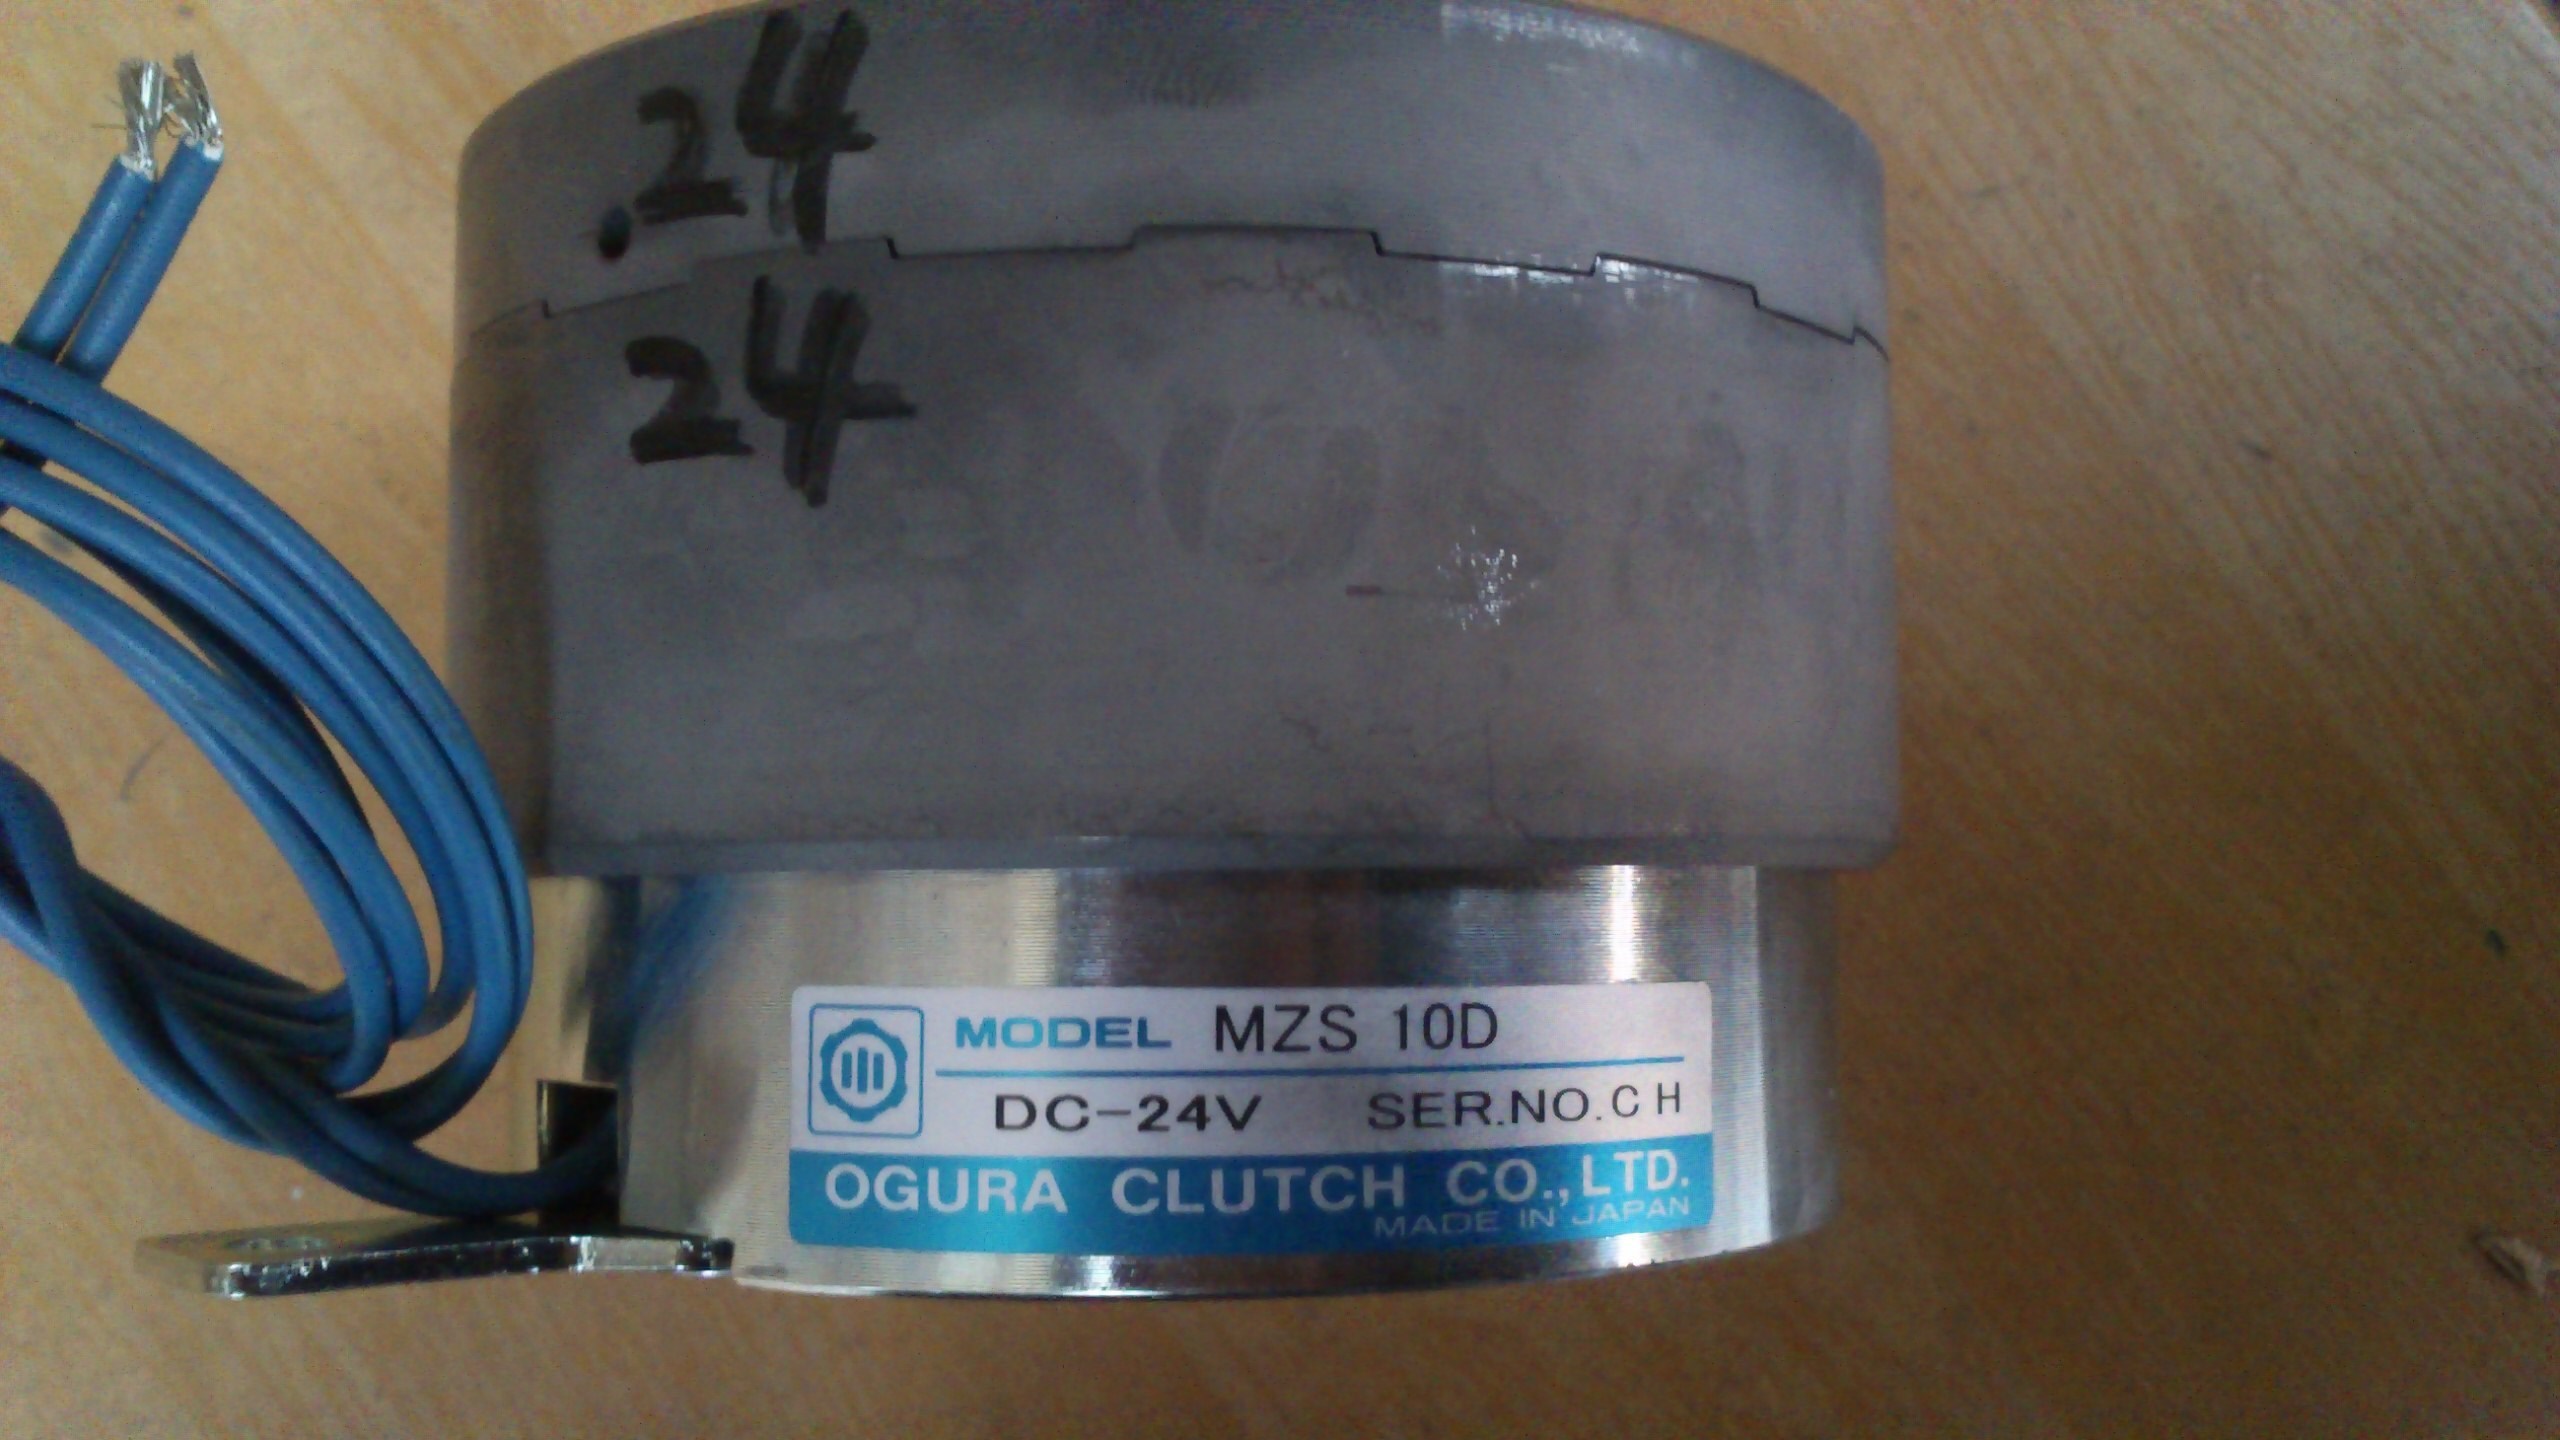 .24
24
MODEL MZS 10D
DC-24V SER.NO.CH
OGURA CLUTCH CO.,LTD.
MADE IN JAPAN